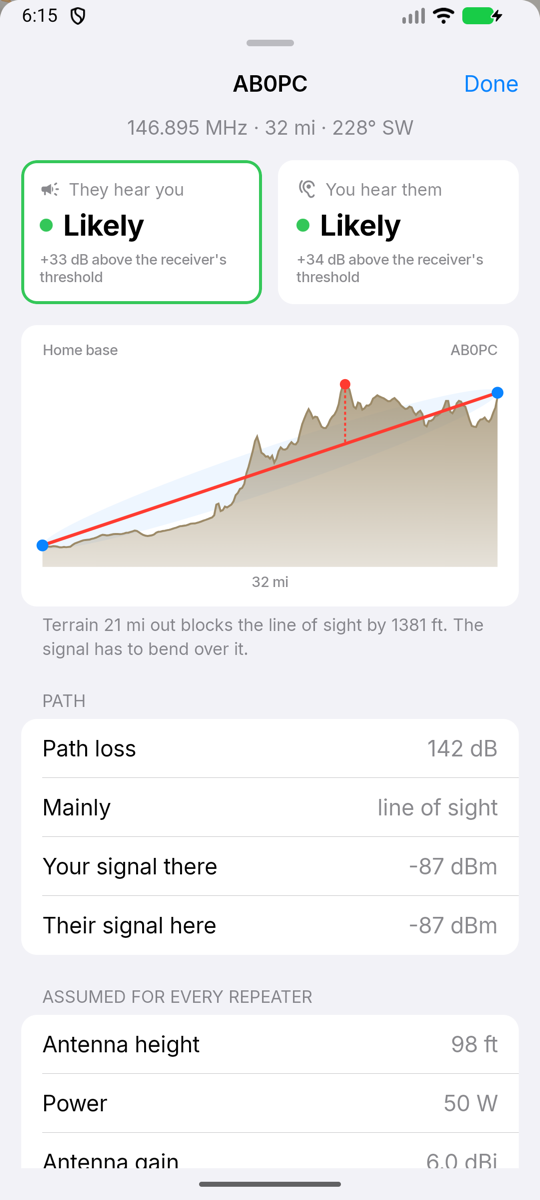 6:15
AB0PC
Done
146.895 MHz · 32 mi · 228° SW
They hear you
Likely
+33 dB above the receiver's
threshold
You hear them
Likely
+34 dB above the receiver's
threshold
Home base
AB0PC
32 mi
Terrain 21 mi out blocks the line of sight by 1381 ft. The
signal has to bend over it.
PATH
Path loss
142 dB
Mainly
line of sight
Your signal there
-87 dBm
Their signal here
-87 dBm
ASSUMED FOR EVERY REPEATER
Antenna height
98 ft
Power
50 W
Antenna gain
6.0 dBi